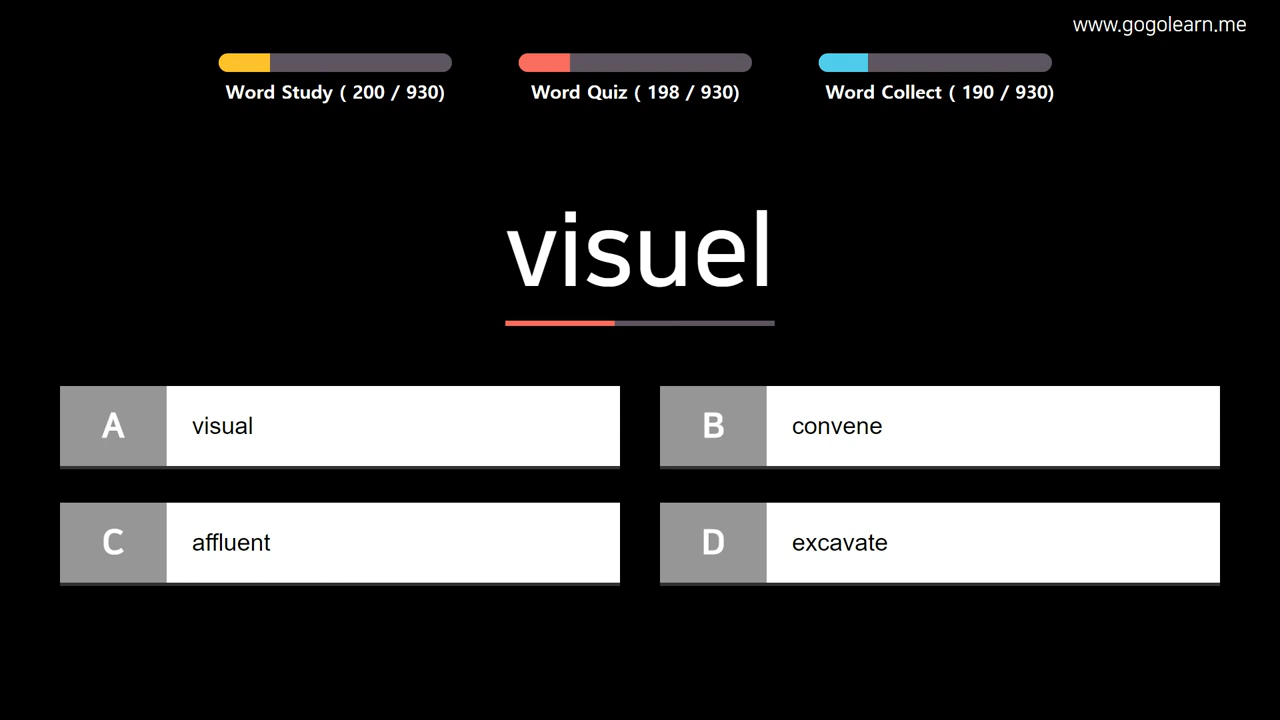 www.gogolearn.me
Word Study ( 200 / 930)
Word Quiz ( 198 / 930)
Word Collect ( 190 / 930)
visuel
A
visual
B
convene
C
affluent
D
excavate